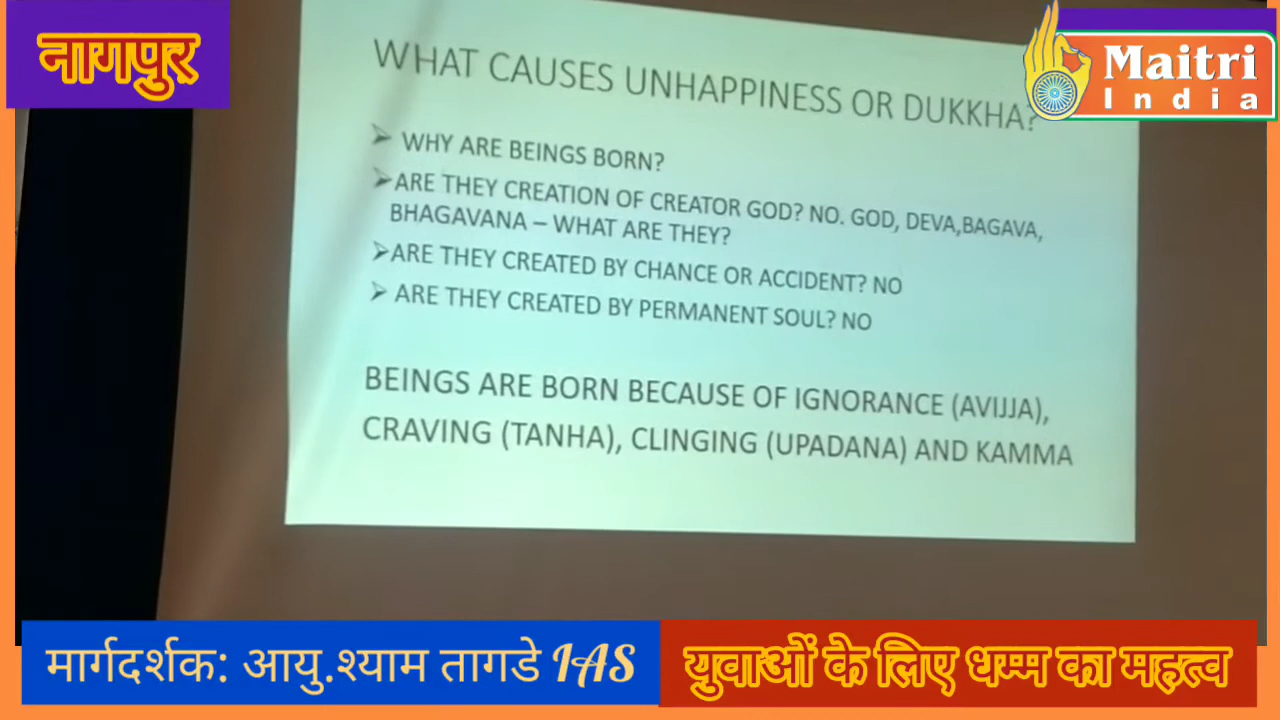 नागपुर
Maitri
India
WHAT CAUSES UNHAPPINESS OR DUKKHA?
➢ WHY ARE BEINGS BORN?
➢ARE THEY CREATION OF CREATOR GOD? NO. GOD, DEVA,BAGAVA,
BHAGAVANA – WHAT ARE THEY?
➢ARE THEY CREATED BY CHANCE OR ACCIDENT? NO
➢ ARE THEY CREATED BY PERMANENT SOUL? NO
BEINGS ARE BORN BECAUSE OF IGNORANCE (AVIJJA),
CRAVING (TANHA), CLINGING (UPADANA) AND KAMMA
मार्गदर्शक: आयु.श्याम तागडे IAS
युवाओं के लिए धम्म का महत्व